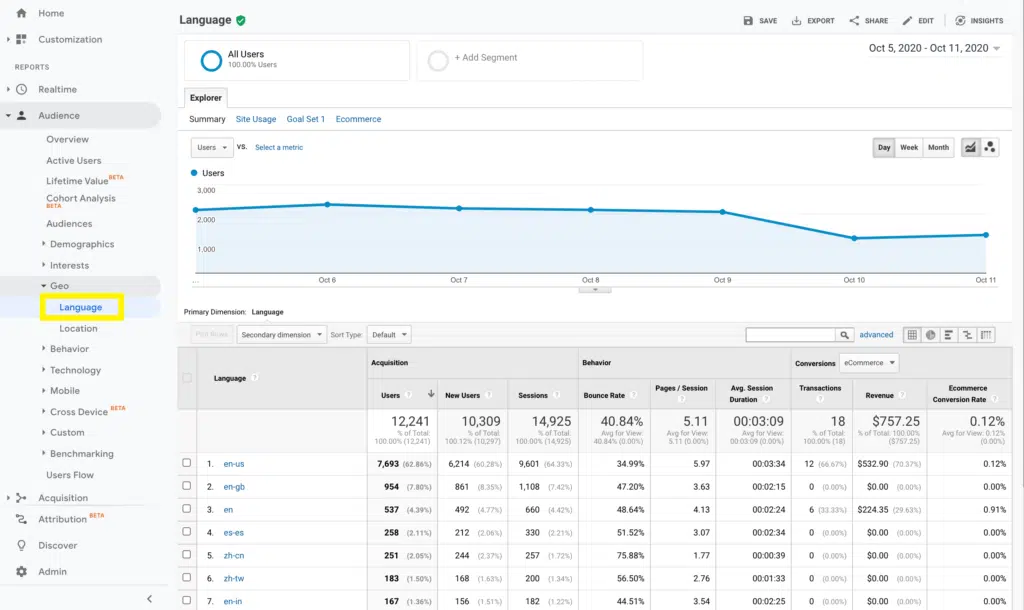 Home
Customization
REPORTS
Realtime
Audience
Overview
Active Users
Lifetime Value BETA
Cohort Analysis
BETA
Audiences
Demographics
Interests
Geo
Language
Location
Behavior
Technology
Mobile
Cross Device BETA
Custom
Benchmarking
Users Flow
Acquisition
Attribution BETA
Discover
Admin
Language
SAVE EXPORT SHARE EDIT INSIGHTS
All Users
100.00% Users
+ Add Segment
Oct 5, 2020 - Oct 11, 2020
Explorer
Summary Site Usage Goal Set 1 Ecommerce
Users VS. Select a metric
Day Week Month
Users
3,000
2,000
1,000
... Oct 6 Oct 7 Oct 8 Oct 9 Oct 10 Oct 11
Primary Dimension: Language
Plot Rows Secondary dimension Sort Type: Default advanced
Language ?
Acquisition Behavior Conversions eCommerce
Users ? New Users ? Sessions ? Bounce Rate ? Pages / Session ? Avg. Session Duration ? Transactions ? Revenue ? Ecommerce Conversion Rate ?
12,241 10,309 14,925 40.84% 5.11 00:03:09 18 $757.25 0.12%
% of Total: % of Total: % of Total: Avg for View: Avg for View: Avg for View: % of Total: % of Total: 100.00% Avg for View: 0.12%
100.00% (12,241) 100.12% (10,297) 100.00% (14,925) 40.84% (0.00%) 5.11 (0.00%) 00:03:09 (0.00%) 100.00% (18) ($757.25) (0.00%)
1. en-us 7,693 (62.86%) 6,214 (60.28%) 9,601 (64.33%) 34.99% 5.97 00:03:34 12 (66.67%) $532.90 (70.37%) 0.12%
2. en-gb 954 (7.80%) 861 (8.35%) 1,108 (7.42%) 47.20% 3.63 00:02:15 0 (0.00%) $0.00 (0.00%) 0.00%
3. en 537 (4.39%) 492 (4.77%) 660 (4.42%) 48.64% 4.13 00:02:24 6 (33.33%) $224.35 (29.63%) 0.91%
4. es-es 258 (2.11%) 212 (2.06%) 330 (2.21%) 51.52% 3.07 00:02:34 0 (0.00%) $0.00 (0.00%) 0.00%
5. zh-cn 251 (2.05%) 244 (2.37%) 257 (1.72%) 75.88% 1.77 00:00:39 0 (0.00%) $0.00 (0.00%) 0.00%
6. zh-tw 183 (1.50%) 168 (1.63%) 200 (1.34%) 56.50% 2.76 00:01:33 0 (0.00%) $0.00 (0.00%) 0.00%
7. en-in 167 (1.36%) 156 (1.51%) 182 (1.22%) 44.51% 3.54 00:02:25 0 (0.00%) $0.00 (0.00%) 0.00%